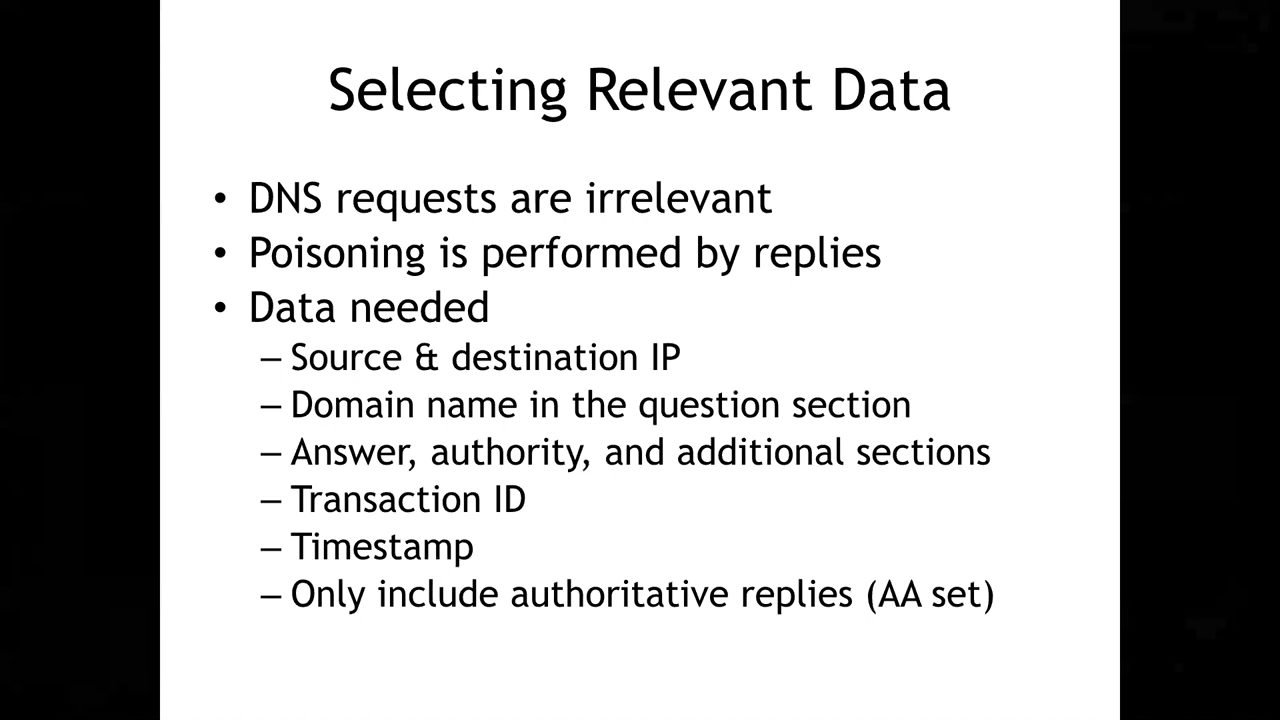 Selecting Relevant Data
• DNS requests are irrelevant
• Poisoning is performed by replies
• Data needed
– Source & destination IP
– Domain name in the question section
– Answer, authority, and additional sections
– Transaction ID
– Timestamp
– Only include authoritative replies (AA set)